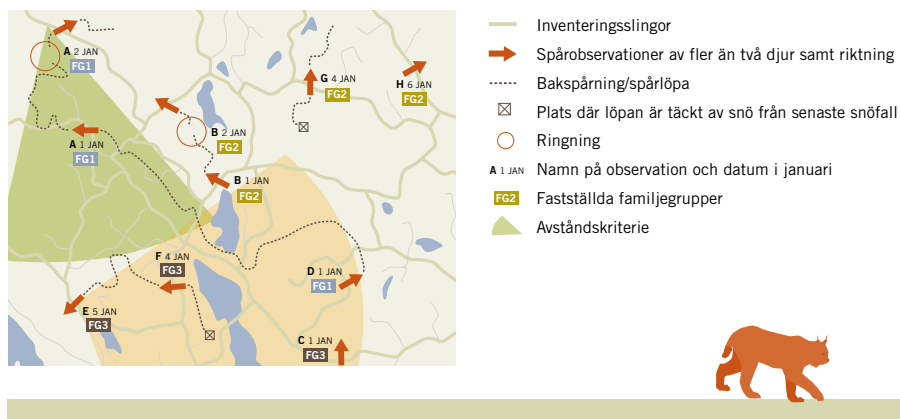 A 2 JAN
FG1
G 4 JAN
FG2
H 6 JAN
FG2
B 2 JAN
FG2
A 1 JAN
FG1
B 1 JAN
FG2
F 4 JAN
FG3
D 1 JAN
FG1
E 5 JAN
FG3
C 1 JAN
FG3
Inventeringsslingor
Spårobservationer av fler än två djur samt riktning
Bakspårning/spårlöpa
Plats där löpan är täckt av snö från senaste snöfall
Ringning
A 1 JAN Namn på observation och datum i januari
FG2 Fastställda familjegrupper
Avståndskriterie